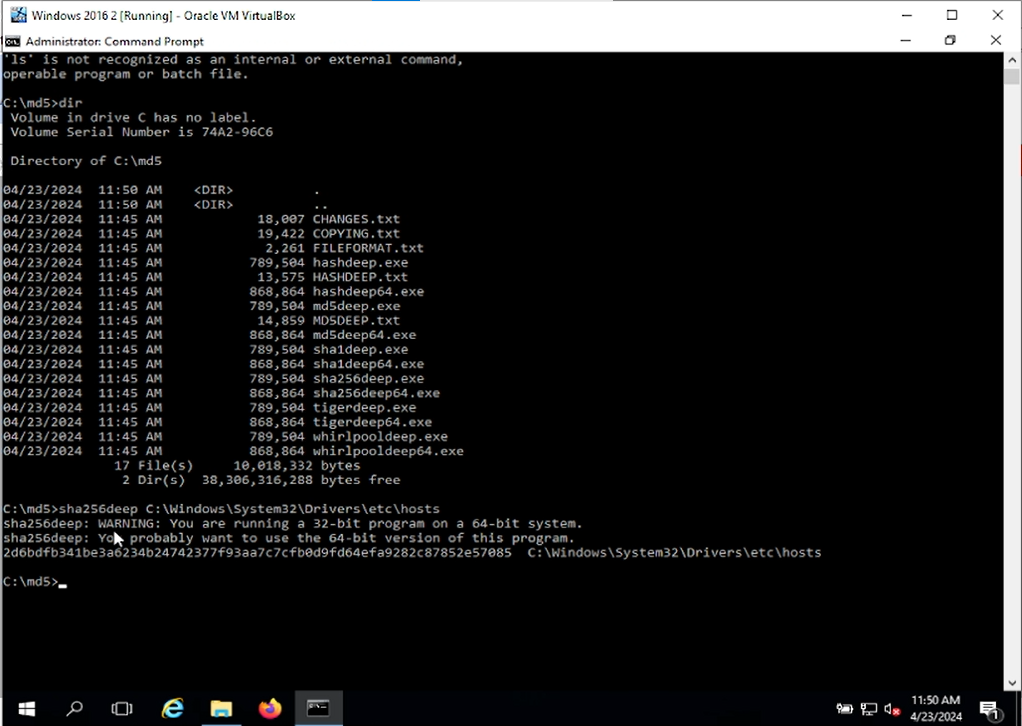 Windows 2016 2 [Running] - Oracle VM VirtualBox
Administrator: Command Prompt
'ls' is not recognized as an internal or external command,
operable program or batch file.
C:\md5>dir
Volume in drive C has no label.
Volume Serial Number is 74A2-96C6
Directory of C:\md5
04/23/2024 11:50 AM <DIR> .
04/23/2024 11:50 AM <DIR> ..
04/23/2024 11:45 AM 18,007 CHANGES.txt
04/23/2024 11:45 AM 19,422 COPYING.txt
04/23/2024 11:45 AM 2,261 FILEFORMAT.txt
04/23/2024 11:45 AM 789,504 hashdeep.exe
04/23/2024 11:45 AM 13,575 HASHDEEP.txt
04/23/2024 11:45 AM 868,864 hashdeep64.exe
04/23/2024 11:45 AM 789,504 md5deep.exe
04/23/2024 11:45 AM 14,859 MD5DEEP.txt
04/23/2024 11:45 AM 868,864 md5deep64.exe
04/23/2024 11:45 AM 789,504 sha1deep.exe
04/23/2024 11:45 AM 868,864 sha1deep64.exe
04/23/2024 11:45 AM 789,504 sha256deep.exe
04/23/2024 11:45 AM 868,864 sha256deep64.exe
04/23/2024 11:45 AM 789,504 tigerdeep.exe
04/23/2024 11:45 AM 868,864 tigerdeep64.exe
04/23/2024 11:45 AM 789,504 whirlpooldeep.exe
04/23/2024 11:45 AM 868,864 whirlpooldeep64.exe
17 File(s) 10,018,332 bytes
2 Dir(s) 38,306,316,288 bytes free
C:\md5>sha256deep C:\Windows\System32\Drivers\etc\hosts
sha256deep: WARNING: You are running a 32-bit program on a 64-bit system.
sha256deep: You probably want to use the 64-bit version of this program.
2d6bdfb341be3a6234b24742377f93aa7c7cfb0d9fd64efa9282c87852e57085 C:\Windows\System32\Drivers\etc\hosts
C:\md5>
11:50 AM
4/23/2024
1